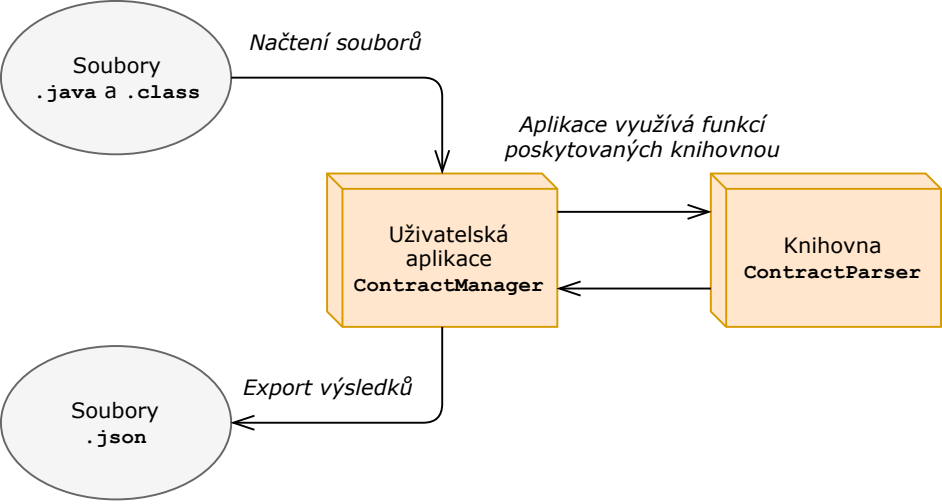 Načtení souborů
Soubory
.java a .class
Aplikace využívá funkcí
poskytovaných knihovnou
Uživatelská
aplikace
ContractManager
Knihovna
ContractParser
Export výsledků
Soubory
.json